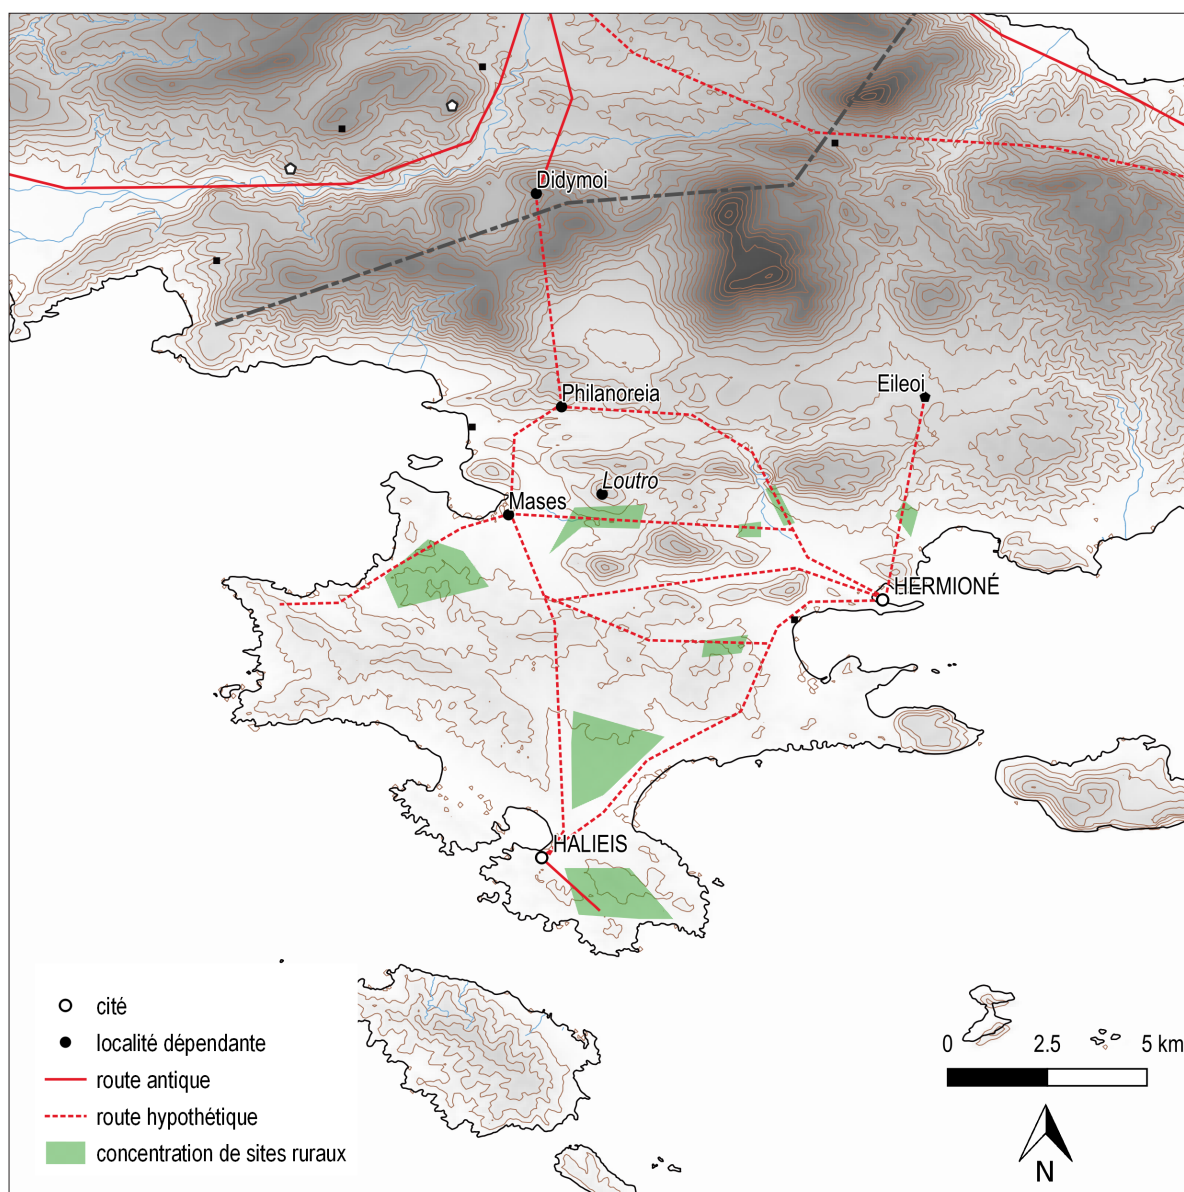 Didymoi
Philanoreia
Eileoi
Loutro
Mases
HERMIONÉ
HALIEIS
cité
localité dépendante
route antique
route hypothétique
concentration de sites ruraux
0 2.5 5 km
N